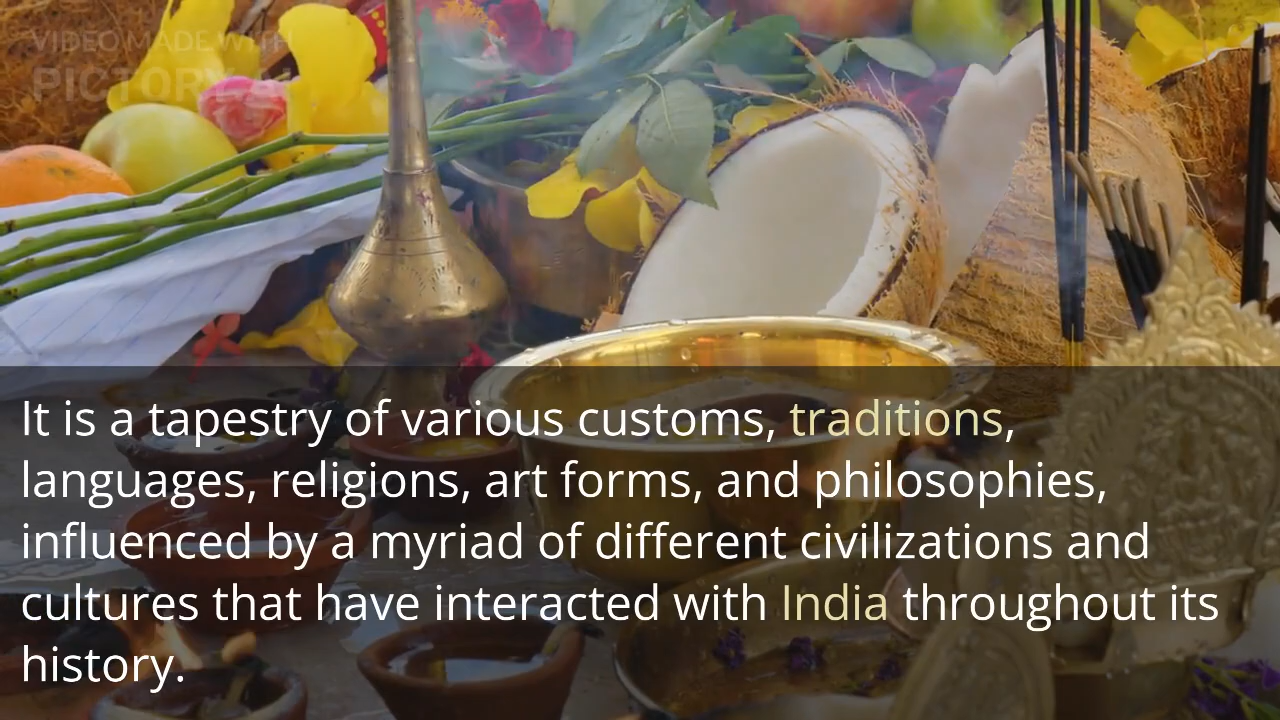 VIDEO MADE WITH
PICTORY.AI
It is a tapestry of various customs, traditions,
languages, religions, art forms, and philosophies,
influenced by a myriad of different civilizations and
cultures that have interacted with India throughout its
history.